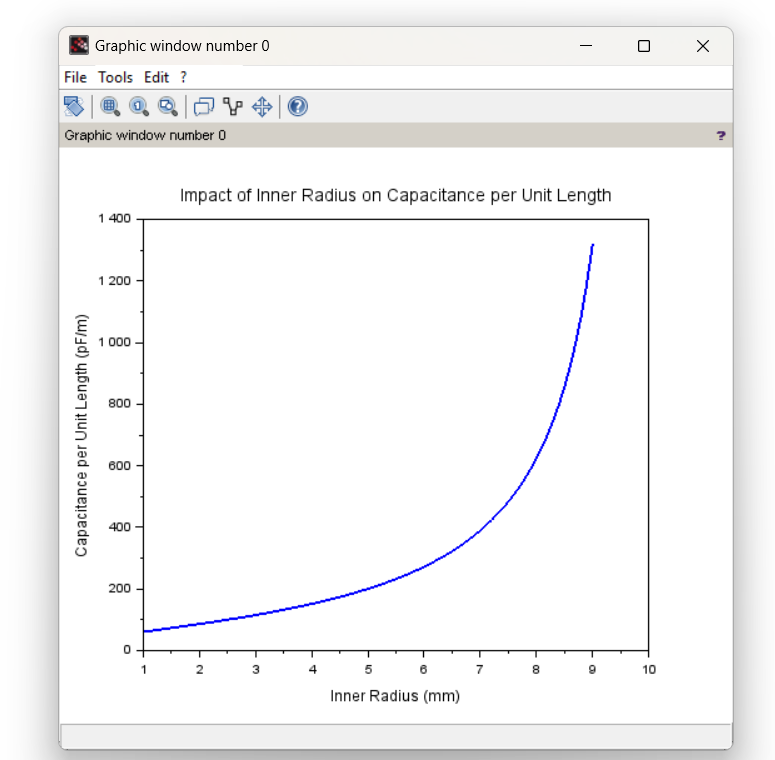 Graphic window number 0
File Tools Edit ?
Graphic window number 0 ?
Impact of Inner Radius on Capacitance per Unit Length
1 400
1 200
1 000
800
600
400
200
0
Capacitance per Unit Length (pF/m)
1 2 3 4 5 6 7 8 9 10
Inner Radius (mm)